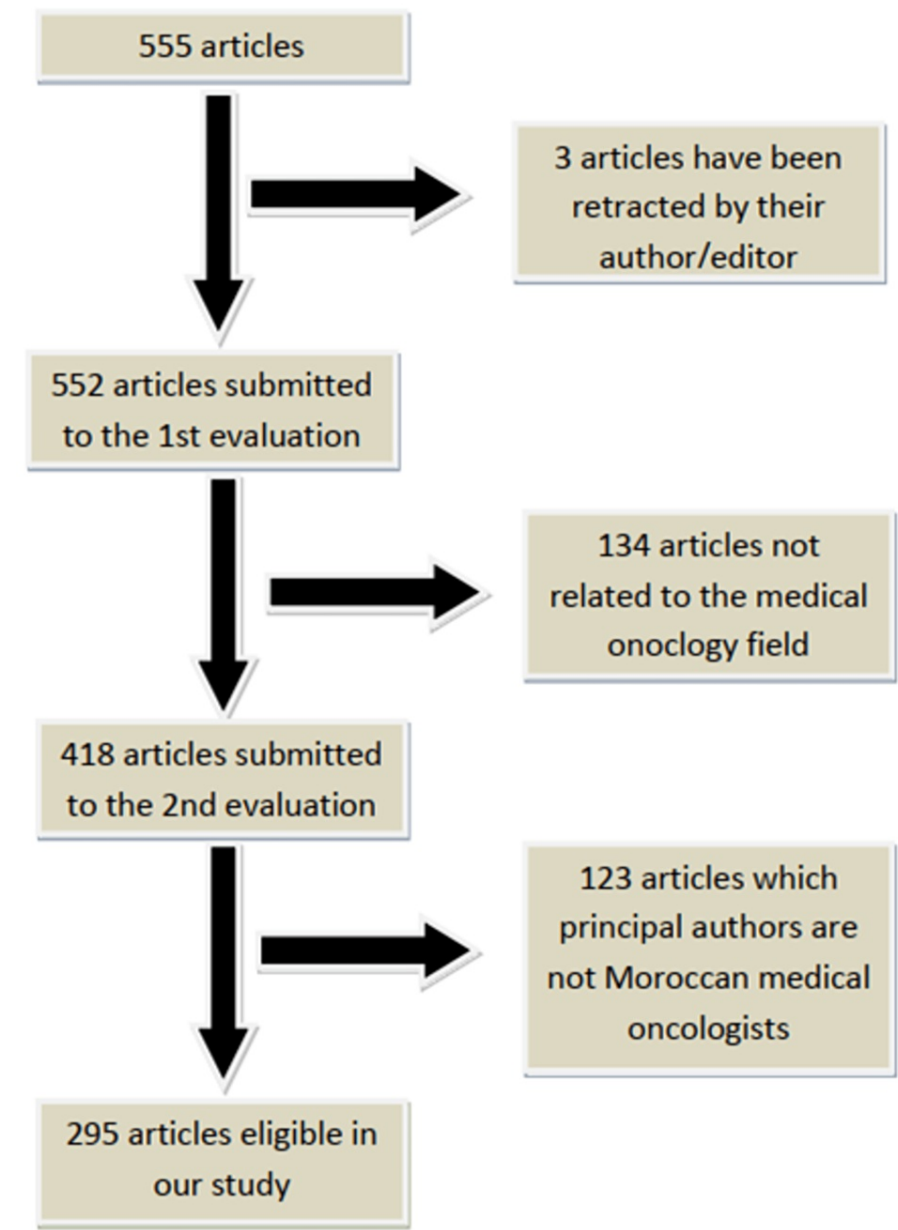 555 articles
3 articles have been
retracted by their
author/editor
552 articles submitted
to the 1st evaluation
134 articles not
related to the medical
onoclogy field
418 articles submitted
to the 2nd evaluation
123 articles which
principal authors are
not Moroccan medical
oncologists
295 articles eligible in
our study